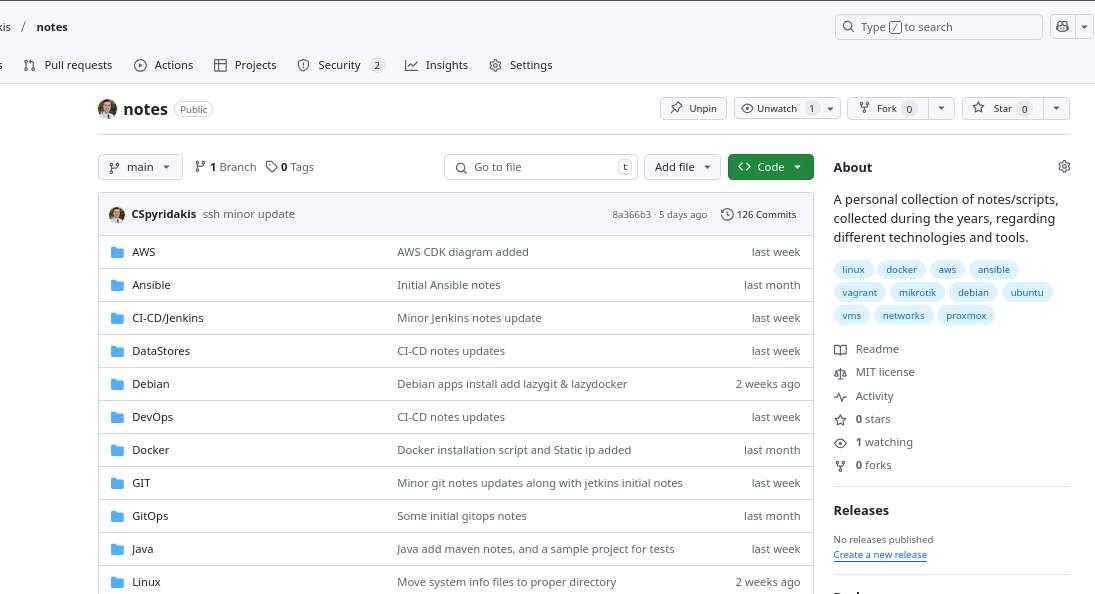 kis / notes
Type / to search
s Pull requests Actions Projects Security 2 Insights Settings
notes Public Unpin Unwatch 1 Fork 0 Star 0
main 1 Branch 0 Tags Go to file t Add file Code
CSpyridakis ssh minor update 8a366b3 · 5 days ago 126 Commits
AWS AWS CDK diagram added last week
Ansible Initial Ansible notes last month
CI-CD/Jenkins Minor Jenkins notes update last week
DataStores CI-CD notes updates last week
Debian Debian apps install add lazygit & lazydocker 2 weeks ago
DevOps CI-CD notes updates last week
Docker Docker installation script and Static ip added last month
GIT Minor git notes updates along with jetkins initial notes last week
GitOps Some initial gitops notes last month
Java Java add maven notes, and a sample project for tests last week
Linux Move system info files to proper directory 2 weeks ago
About
A personal collection of notes/scripts,
collected during the years, regarding
different technologies and tools.
linux docker aws ansible
vagrant mikrotik debian ubuntu
vms networks proxmox
Readme
MIT license
Activity
0 stars
1 watching
0 forks
Releases
No releases published
Create a new release